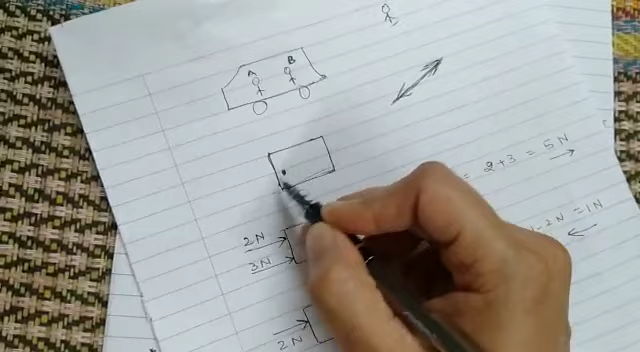 A B
= 2+3 = 5N
2N
3N
-2N = 1N
2N